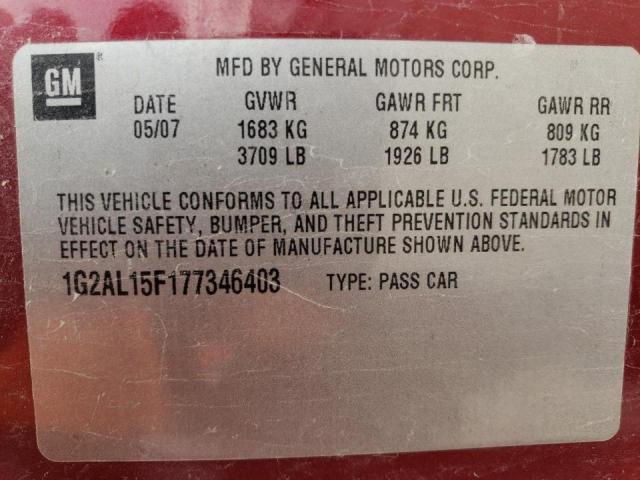 GM
MFD BY GENERAL MOTORS CORP.
DATE GVWR GAWR FRT GAWR RR
05/07 1683 KG 874 KG 809 KG
3709 LB 1926 LB 1783 LB
THIS VEHICLE CONFORMS TO ALL APPLICABLE U.S. FEDERAL MOTOR
VEHICLE SAFETY, BUMPER, AND THEFT PREVENTION STANDARDS IN
EFFECT ON THE DATE OF MANUFACTURE SHOWN ABOVE.
1G2AL15F177346403 TYPE: PASS CAR